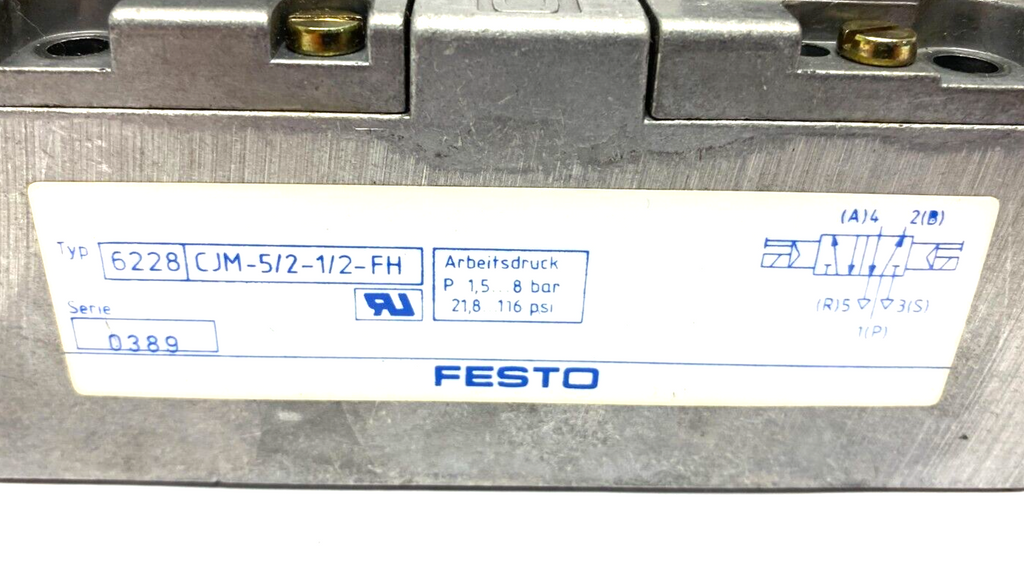 Typ 6228 CJM-5/2-1/2-FH
Serie
0389
Arbeitsdruck
P 1,5...8 bar
21,8...116 psi
(A)4 2(B)
(R)5 3(S)
1(P)
FESTO